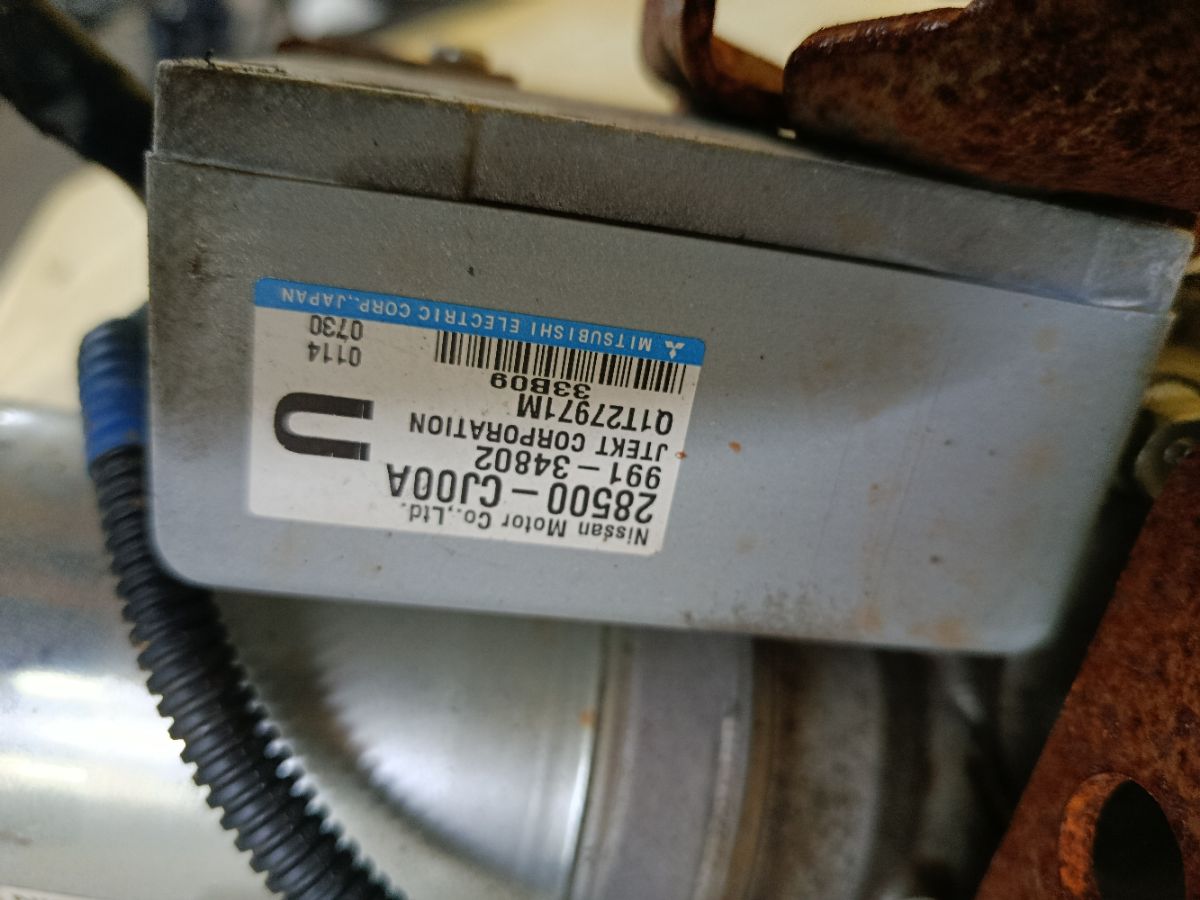 Nissan Motor Co.,Ltd.
28500-CJ00A
991-34802
JTEKT CORPORATION
Q1T27971M
33B09
U
0114
0730
MITSUBISHI ELECTRIC CORP., JAPAN